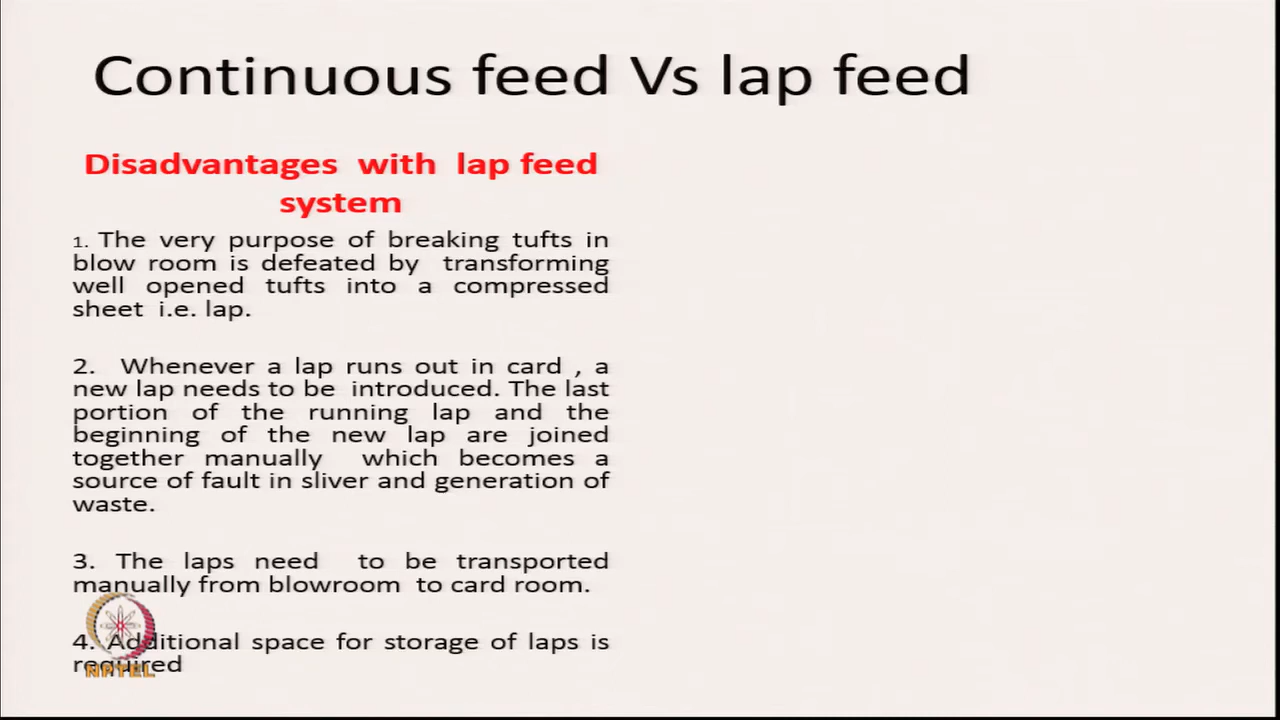 Continuous feed Vs lap feed
Disadvantages with lap feed
system
1. The very purpose of breaking tufts in
blow room is defeated by transforming
well opened tufts into a compressed
sheet i.e. lap.
2. Whenever a lap runs out in card , a
new lap needs to be introduced. The last
portion of the running lap and the
beginning of the new lap are joined
together manually which becomes a
source of fault in sliver and generation of
waste.
3. The laps need to be transported
manually from blowroom to card room.
4. Additional space for storage of laps is
required
NPTEL